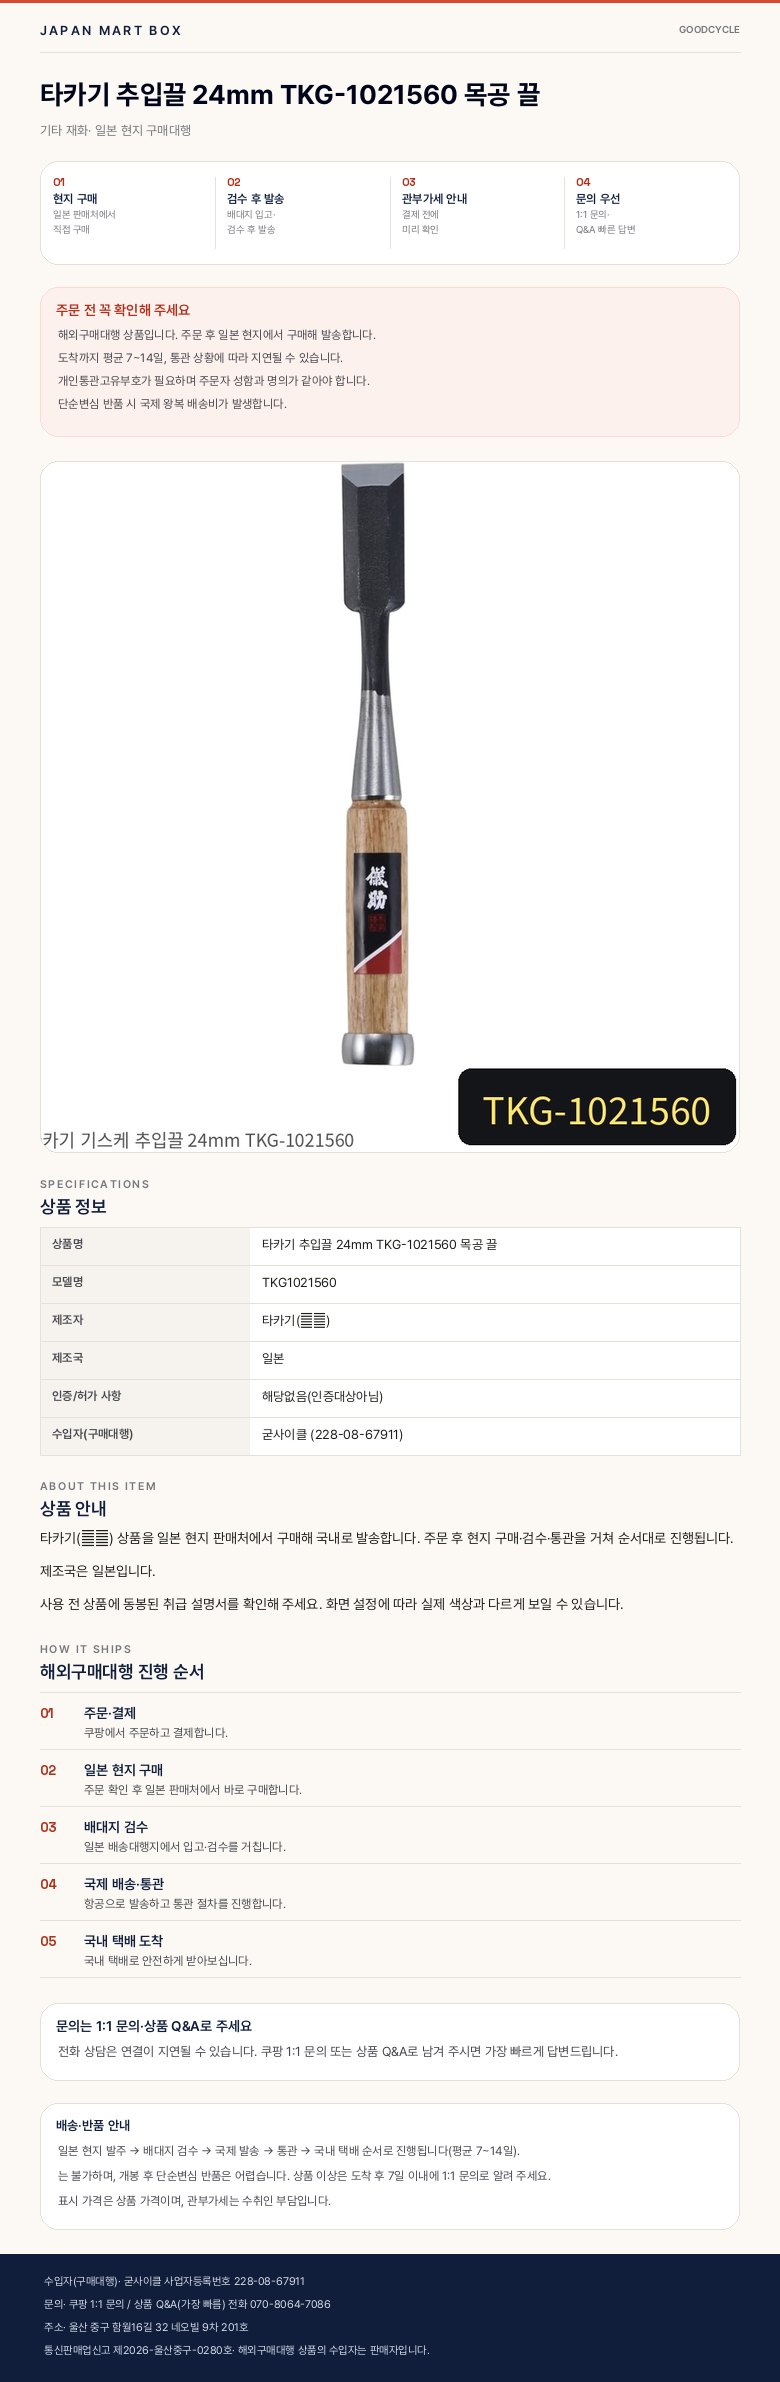 JAPAN MART BOX
GOODCYCLE
타카기 추입끌 24mm TKG-1021560 목공 끌
기타 재화· 일본 현지 구매대행
01
현지 구매
일본 판매처에서
직접 구매
02
검수 후 발송
배대지 입고·
검수 후 발송
03
관부가세 안내
결제 전에
미리 확인
04
문의 우선
1:1 문의·
Q&A 빠른 답변
주문 전 꼭 확인해 주세요
해외구매대행 상품입니다. 주문 후 일본 현지에서 구매해 발송합니다.
도착까지 평균 7~14일, 통관 상황에 따라 지연될 수 있습니다.
개인통관고유부호가 필요하며 주문자 성함과 명의가 같아야 합니다.
단순변심 반품 시 국제 왕복 배송비가 발생합니다.
儀助
TKG-1021560
카기 기스케 추입끌 24mm TKG-1021560
SPECIFICATIONS
상품 정보
상품명 타카기 추입끌 24mm TKG-1021560 목공 끌
모델명 TKG1021560
제조자 타카기()
제조국 일본
인증/허가 사항 해당없음(인증대상아님)
수입자(구매대행) 굳사이클 (228-08-67911)
ABOUT THIS ITEM
상품 안내
타카기() 상품을 일본 현지 판매처에서 구매해 국내로 발송합니다. 주문 후 현지 구매·검수·통관을 거쳐 순서대로 진행됩니다.
제조국은 일본입니다.
사용 전 상품에 동봉된 취급 설명서를 확인해 주세요. 화면 설정에 따라 실제 색상과 다르게 보일 수 있습니다.
HOW IT SHIPS
해외구매대행 진행 순서
01 주문·결제
쿠팡에서 주문하고 결제합니다.
02 일본 현지 구매
주문 확인 후 일본 판매처에서 바로 구매합니다.
03 배대지 검수
일본 배송대행지에서 입고·검수를 거칩니다.
04 국제 배송·통관
항공으로 발송하고 통관 절차를 진행합니다.
05 국내 택배 도착
국내 택배로 안전하게 받아보십니다.
문의는 1:1 문의·상품 Q&A로 주세요
전화 상담은 연결이 지연될 수 있습니다. 쿠팡 1:1 문의 또는 상품 Q&A로 남겨 주시면 가장 빠르게 답변드립니다.
배송·반품 안내
일본 현지 발주 → 배대지 검수 → 국제 발송 → 통관 → 국내 택배 순서로 진행됩니다(평균 7~14일).
는 불가하며, 개봉 후 단순변심 반품은 어렵습니다. 상품 이상은 도착 후 7일 이내에 1:1 문의로 알려 주세요.
표시 가격은 상품 가격이며, 관부가세는 수취인 부담입니다.
수입자(구매대행)· 굳사이클 사업자등록번호 228-08-67911
문의· 쿠팡 1:1 문의 / 상품 Q&A(가장 빠름) 전화 070-8064-7086
주소· 울산 중구 함월16길 32 네오빌 9차 201호
통신판매업신고 제2026-울산중구-0280호· 해외구매대행 상품의 수입자는 판매자입니다.